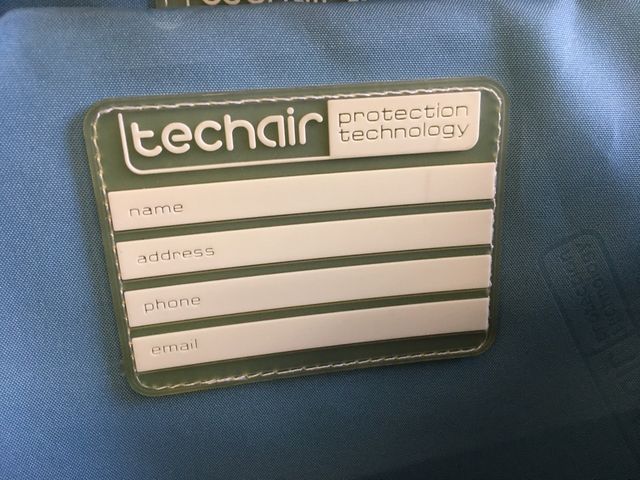 techair protection
technology
name
address
phone
email